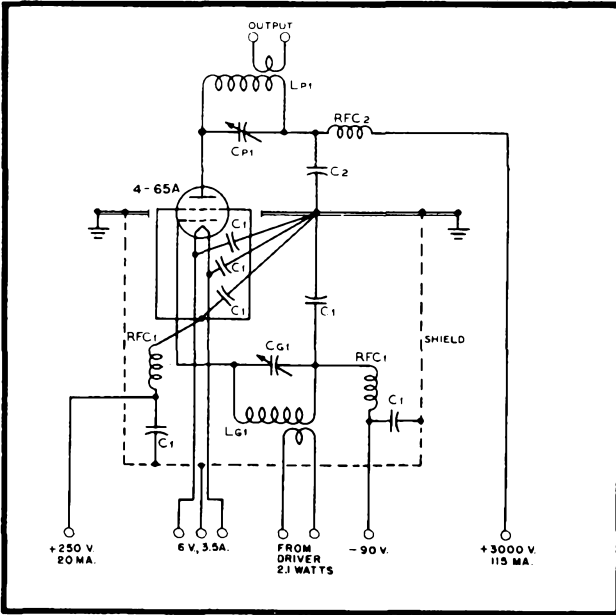 OUTPUT
LP1
RFC2
CP1
C2
4-65A
C1
C1
C1
C1
SHIELD
RFC1
CG1
RFC1
C1
C1
LG1
+250 V.
20 MA.
6 V, 3.5A.
FROM
DRIVER
2.1 WATTS
-90 V.
+3000 V.
115 MA.